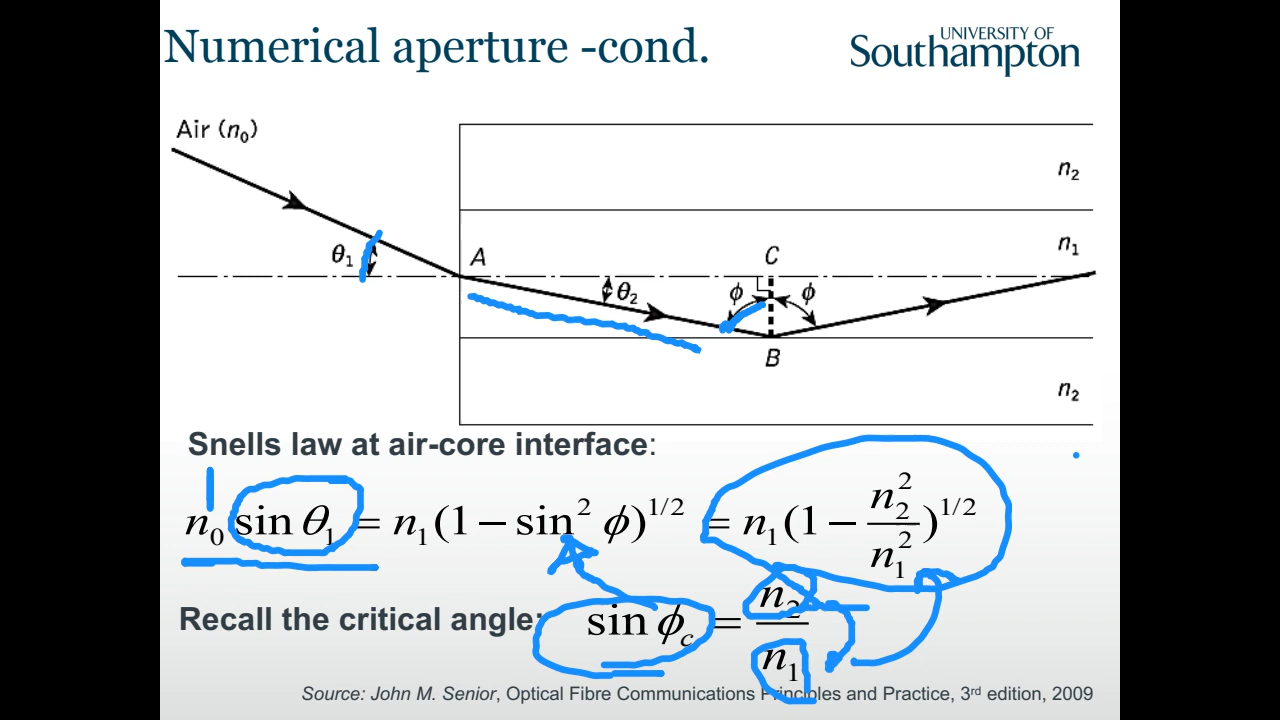 Numerical aperture -cond.
UNIVERSITY OF
Southampton
Air (n₀)
n₂
θ₁
A
C
n₁
θ₂
ϕ
ϕ
B
n₂
Snells law at air-core interface:
n₀ sin θ₁ = n₁(1 − sin² ϕ)^1/2 = n₁(1 − n₂²/n₁²)^1/2
Recall the critical angle: sin ϕc = n₂/n₁
Source: John M. Senior, Optical Fibre Communications Principles and Practice, 3rd edition, 2009